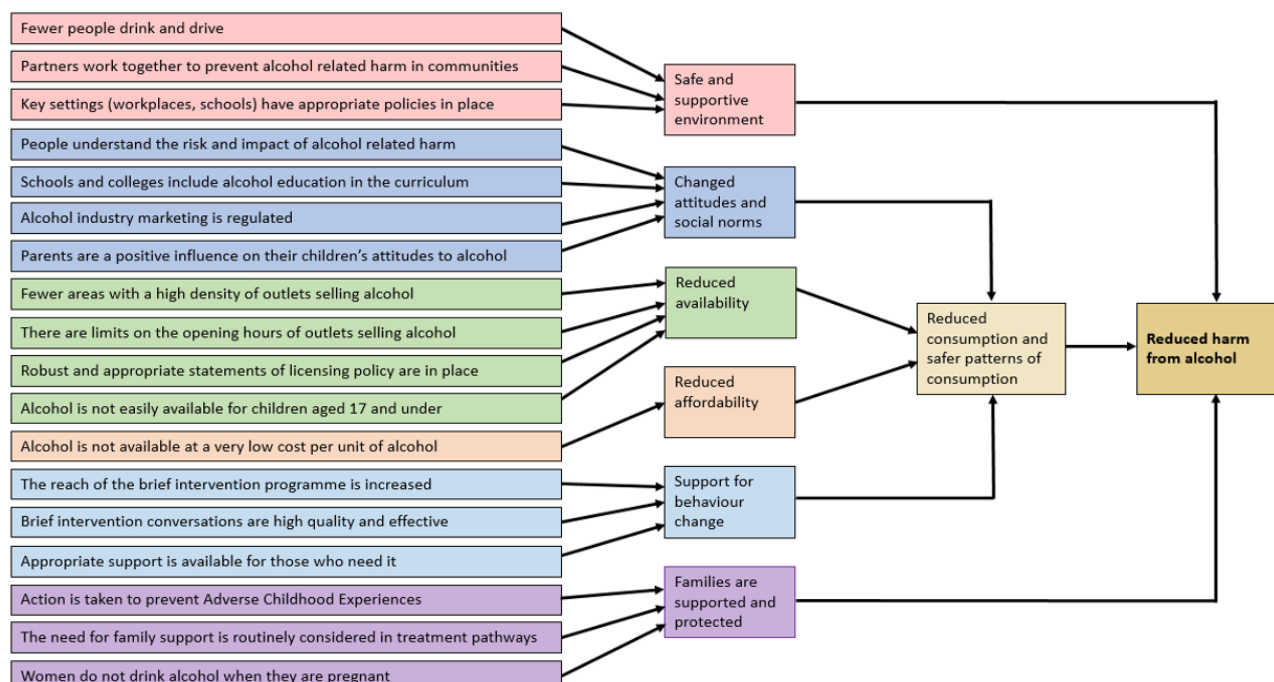 Fewer people drink and drive
Partners work together to prevent alcohol related harm in communities
Key settings (workplaces, schools) have appropriate policies in place
People understand the risk and impact of alcohol related harm
Schools and colleges include alcohol education in the curriculum
Alcohol industry marketing is regulated
Parents are a positive influence on their children's attitudes to alcohol
Fewer areas with a high density of outlets selling alcohol
There are limits on the opening hours of outlets selling alcohol
Robust and appropriate statements of licensing policy are in place
Alcohol is not easily available for children aged 17 and under
Alcohol is not available at a very low cost per unit of alcohol
The reach of the brief intervention programme is increased
Brief intervention conversations are high quality and effective
Appropriate support is available for those who need it
Action is taken to prevent Adverse Childhood Experiences
The need for family support is routinely considered in treatment pathways
Women do not drink alcohol when they are pregnant
Safe and
supportive
environment
Changed
attitudes and
social norms
Reduced
availability
Reduced
affordability
Support for
behaviour
change
Families are
supported and
protected
Reduced
consumption and
safer patterns of
consumption
Reduced harm
from alcohol